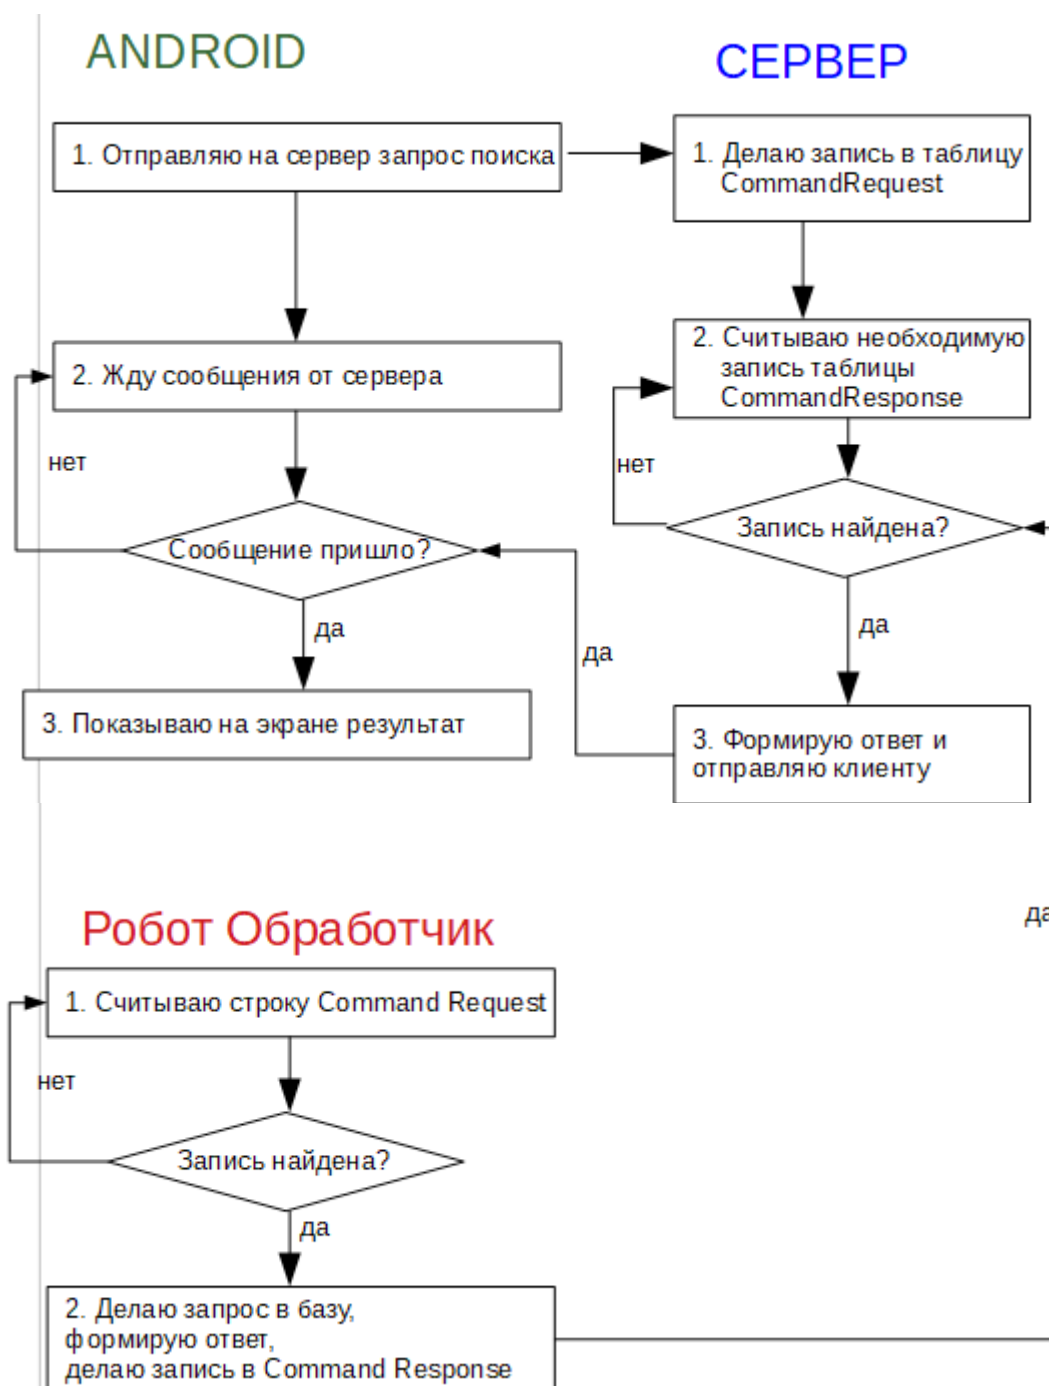 ANDROID
СЕРВЕР
1. Отправляю на сервер запрос поиска
1. Делаю запись в таблицу
CommandRequest
2. Считываю необходимую
запись таблицы
CommandResponse
2. Жду сообщения от сервера
нет
нет
Запись найдена?
Сообщение пришло?
да
да
да
3. Показываю на экране результат
3. Формирую ответ и
отправляю клиенту
да
Робот Обработчик
1. Считываю строку Command Request
нет
Запись найдена?
да
2. Делаю запрос в базу,
формирую ответ,
делаю запись в Command Response